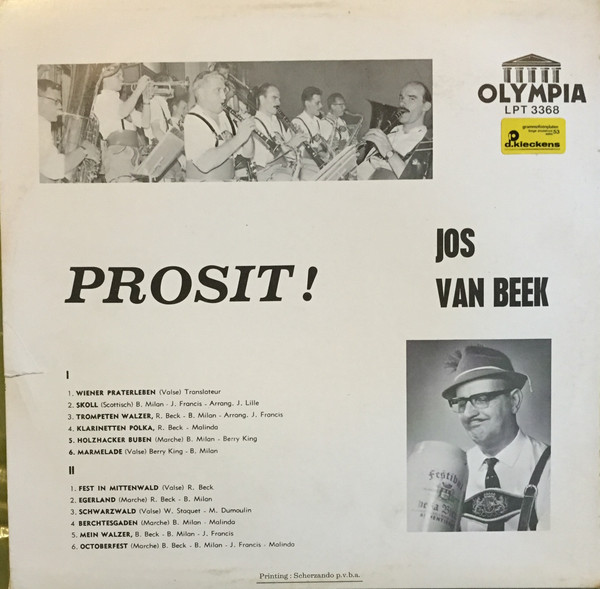 OLYMPIA
LPT 3368
d.kleckens
PROSIT!
JOS
VAN BEEK
I
1. WIENER PRATERLEBEN (Valse) Translateur
2. SKOLL (Scottisch) B. Milan - J. Francis - Arrang. J. Lille
3. TROMPETEN WALZER, R. Beck - B. Milan - Arrang. J. Francis
4. KLARINETTEN POLKA, R. Beck - Malinda
5. HOLZHACKER BUBEN (Marche) B. Milan - Berry King
6. MARMELADE (Valse) Berry King - B. Milan
II
1. FEST IN MITTENWALD (Valse) R. Beck
2. EGERLAND (Marche) R. Beck - B. Milan
3. SCHWARZWALD (Valse) W. Staquet - M. Dumoulin
4 BERCHTESGADEN (Marche) B. Milan - Malinda
5. MEIN WALZER, B. Beck - B. Milan - J. Francis
6. OCTOBERFEST (Marche) B. Beck - B. Milan - J. Francis - Malinda
Printing : Scherzando p.v.b.a.